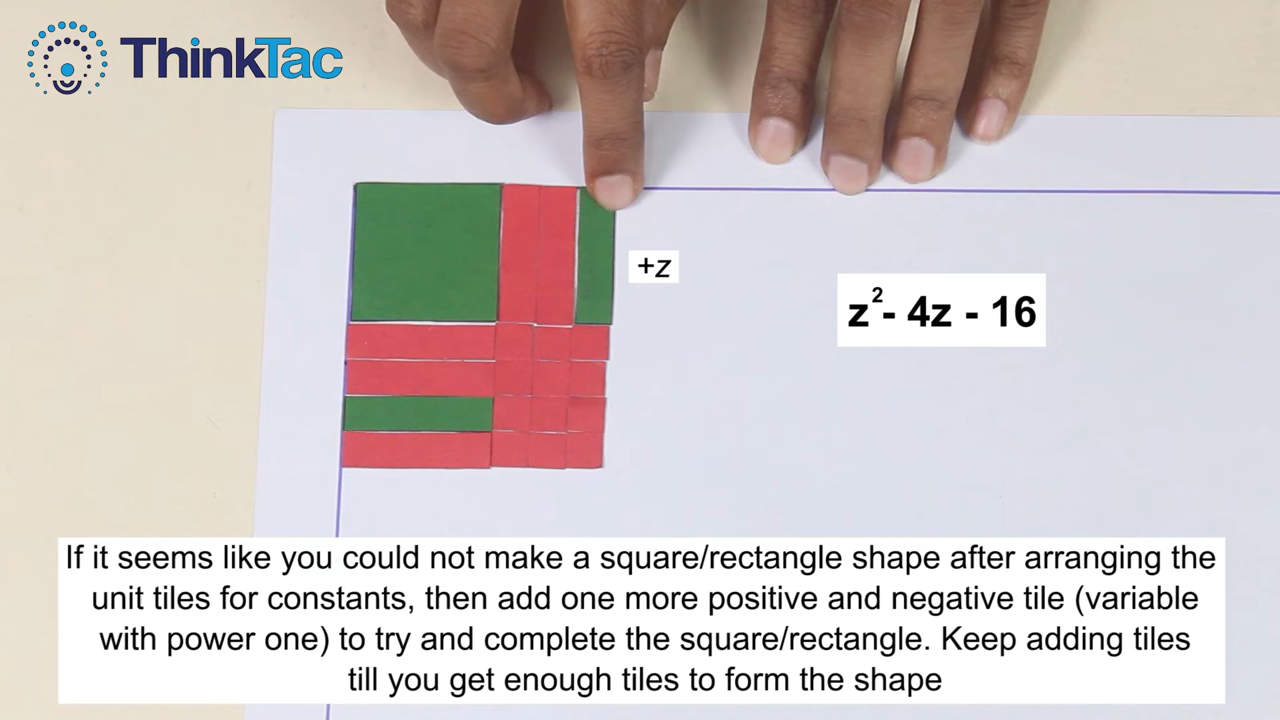 ThinkTac
+z
z²- 4z - 16
If it seems like you could not make a square/rectangle shape after arranging the
unit tiles for constants, then add one more positive and negative tile (variable
with power one) to try and complete the square/rectangle. Keep adding tiles
till you get enough tiles to form the shape